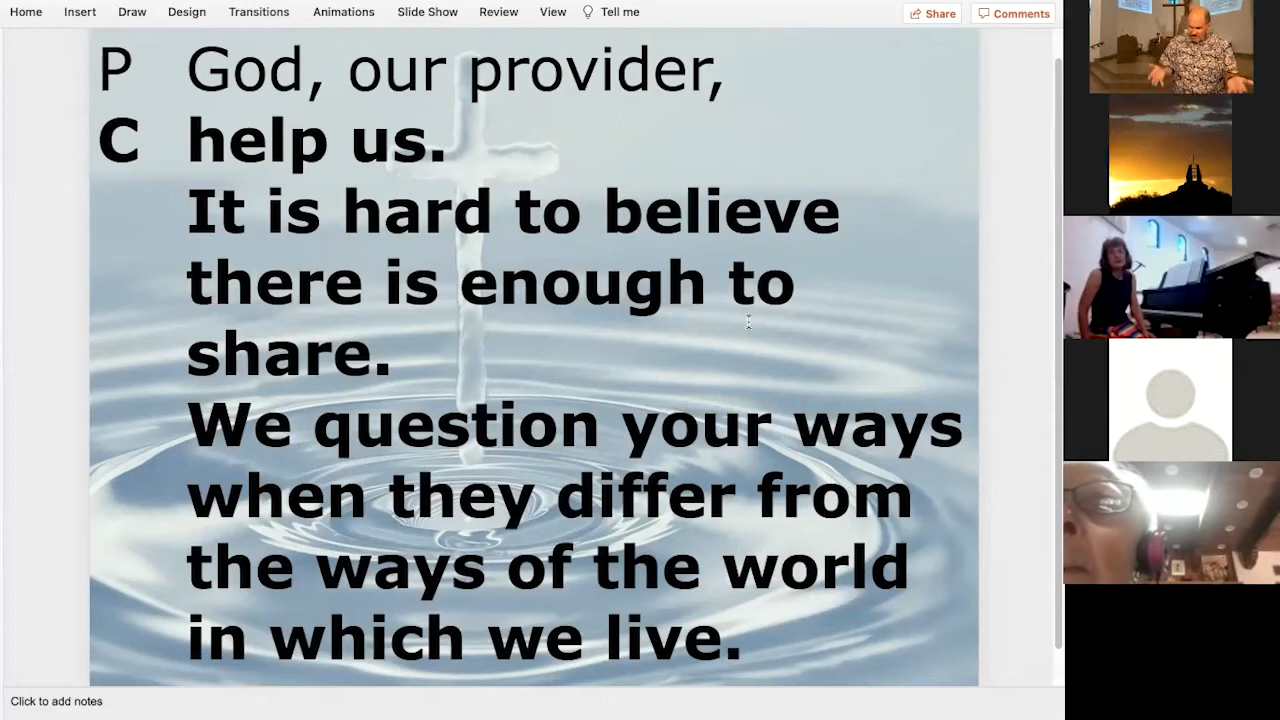 Home Insert Draw Design Transitions Animations Slide Show Review View Tell me Share Comments
P God, our provider,
C help us.
It is hard to believe
there is enough to
share.
We question your ways
when they differ from
the ways of the world
in which we live.
Click to add notes